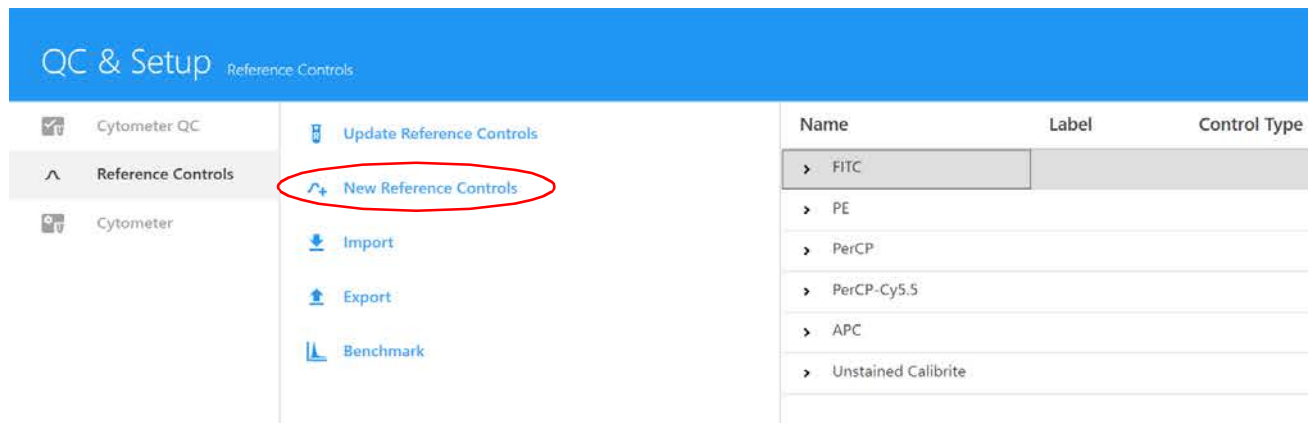 QC & Setup Reference Controls
Cytometer QC
Reference Controls
Cytometer
Update Reference Controls
New Reference Controls
Import
Export
Benchmark
Name Label Control Type
FITC
PE
PerCP
PerCP-Cy5.5
APC
Unstained Calibrite